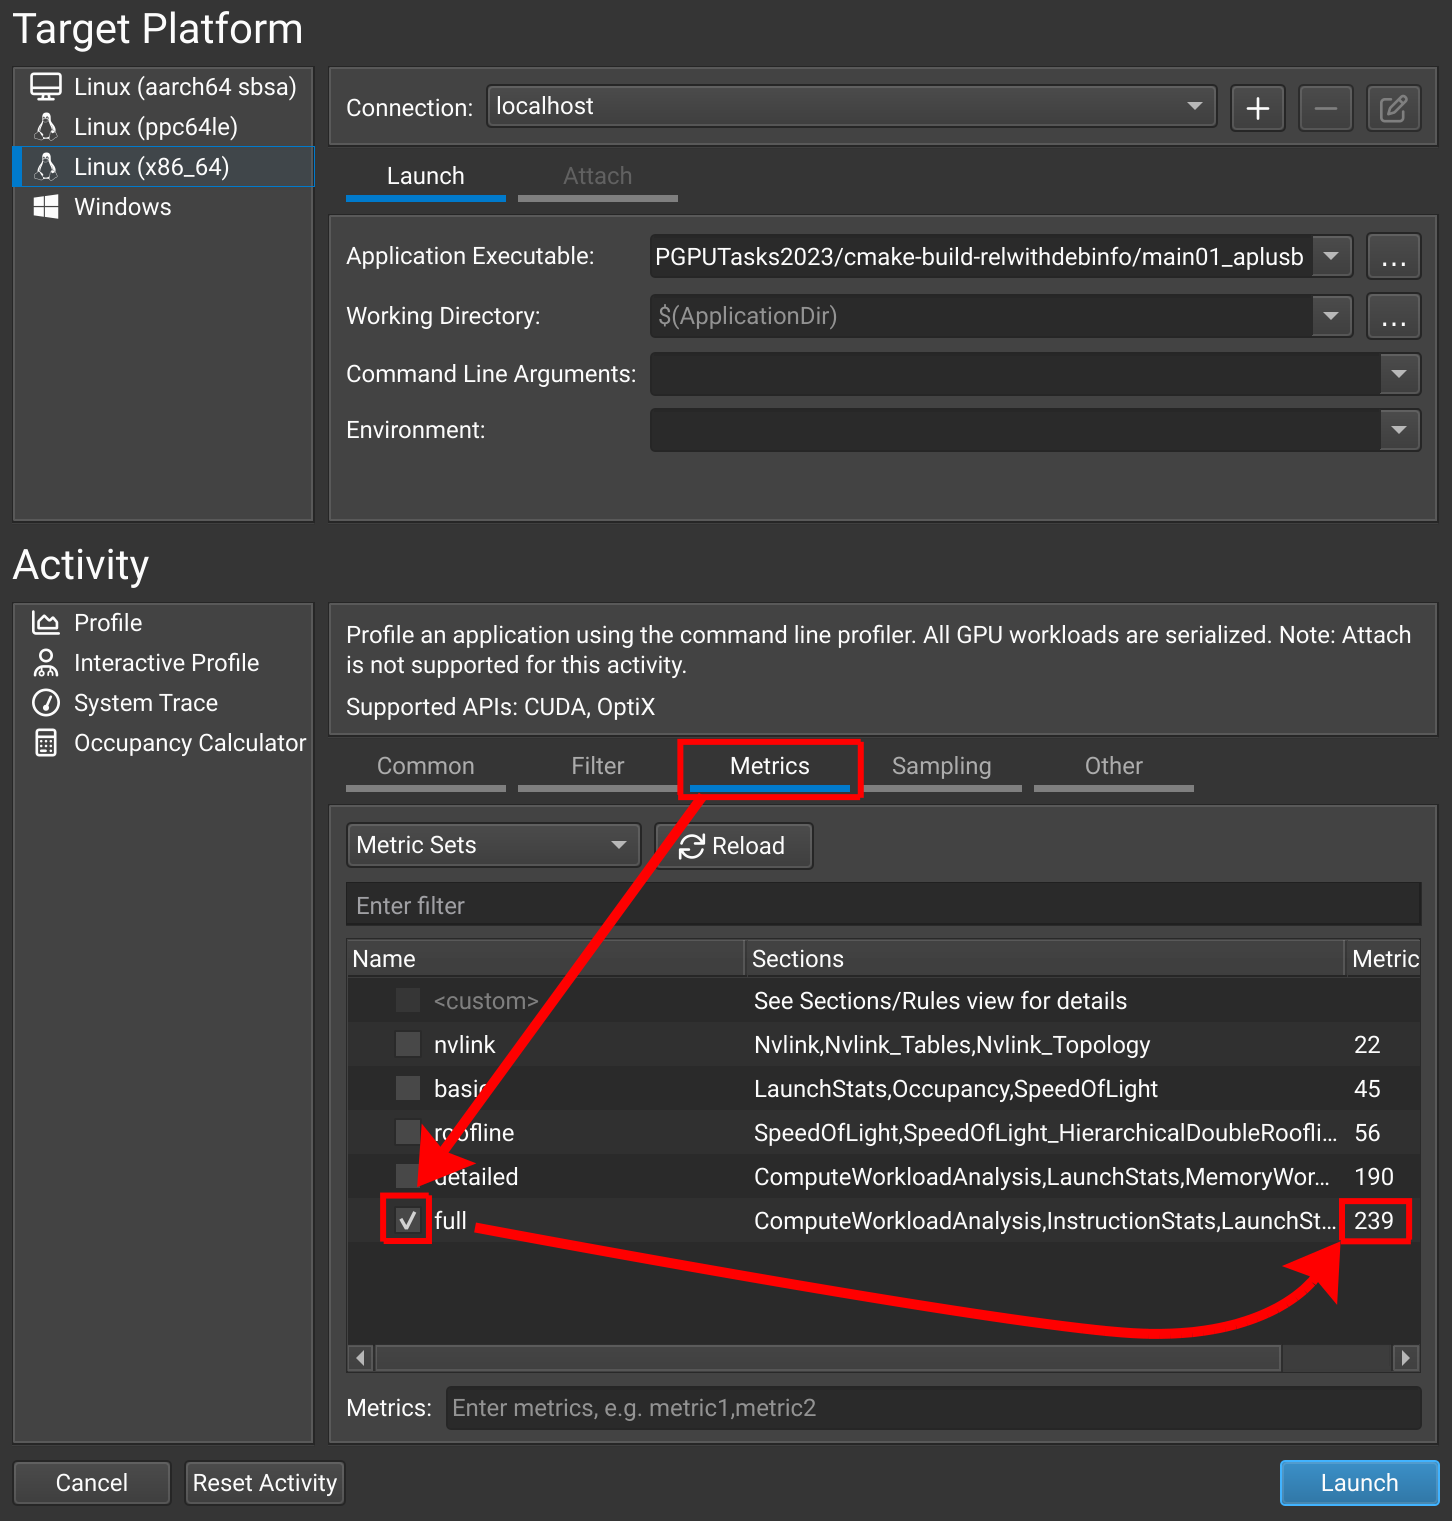 Target Platform
Linux (aarch64 sbsa)
Linux (ppc64le)
Linux (x86_64)
Windows
Connection: localhost
Launch Attach
Application Executable: PGPUTasks2023/cmake-build-relwithdebinfo/main01_aplusb ...
Working Directory: $(ApplicationDir) ...
Command Line Arguments:
Environment:
Activity
Profile
Interactive Profile
System Trace
Occupancy Calculator
Profile an application using the command line profiler. All GPU workloads are serialized. Note: Attach
is not supported for this activity.
Supported APIs: CUDA, OptiX
Common Filter Metrics Sampling Other
Metric Sets Reload
Enter filter
Name Sections Metric
<custom> See Sections/Rules view for details
nvlink Nvlink,Nvlink_Tables,Nvlink_Topology 22
basic LaunchStats,Occupancy,SpeedOfLight 45
roofline SpeedOfLight,SpeedOfLight_HierarchicalDoubleRoofli... 56
detailed ComputeWorkloadAnalysis,LaunchStats,MemoryWor... 190
full ComputeWorkloadAnalysis,InstructionStats,LaunchSt... 239
Metrics: Enter metrics, e.g. metric1,metric2
Cancel Reset Activity Launch